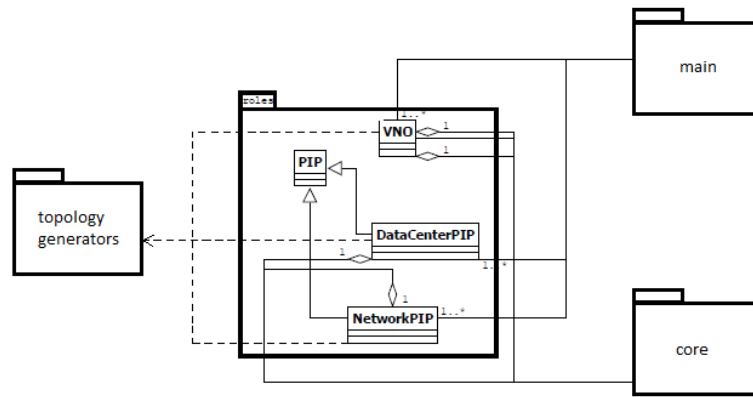 main
roles
1..*
VNO
1
1
PIP
topology
generators
DataCenterPIP
1
1..*
1
NetworkPIP
1..*
core